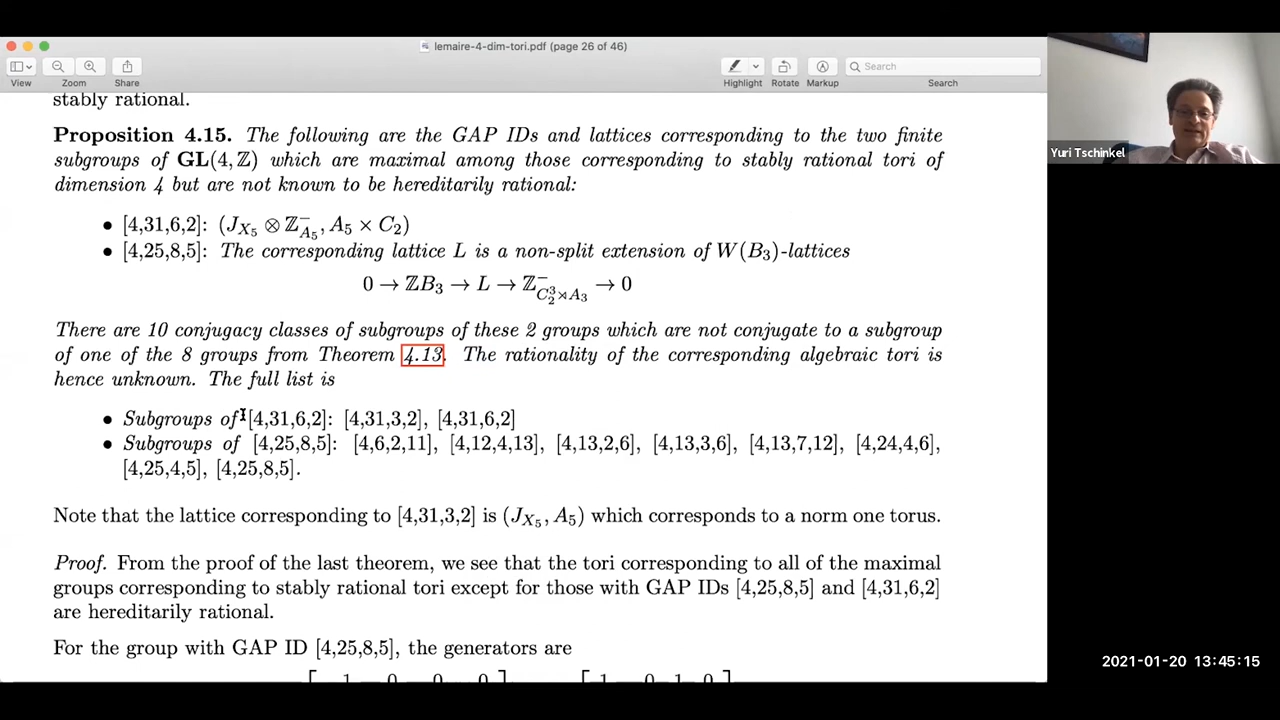 lemaire-4-dim-tori.pdf (page 26 of 46)
View Zoom Share Highlight Rotate Markup Search Search
stably rational.
Proposition 4.15. The following are the GAP IDs and lattices corresponding to the two finite
subgroups of GL(4, ℤ) which are maximal among those corresponding to stably rational tori of
dimension 4 but are not known to be hereditarily rational:
• [4,31,6,2]: (J_{X_5} ⊗ ℤ^-_{A_5}, A_5 × C_2)
• [4,25,8,5]: The corresponding lattice L is a non-split extension of W(B_3)-lattices
0 → ℤB_3 → L → ℤ^-_{C_2^3⋊A_3} → 0
There are 10 conjugacy classes of subgroups of these 2 groups which are not conjugate to a subgroup
of one of the 8 groups from Theorem 4.13. The rationality of the corresponding algebraic tori is
hence unknown. The full list is
• Subgroups of [4,31,6,2]: [4,31,3,2], [4,31,6,2]
• Subgroups of [4,25,8,5]: [4,6,2,11], [4,12,4,13], [4,13,2,6], [4,13,3,6], [4,13,7,12], [4,24,4,6],
[4,25,4,5], [4,25,8,5].
Note that the lattice corresponding to [4,31,3,2] is (J_{X_5}, A_5) which corresponds to a norm one torus.
Proof. From the proof of the last theorem, we see that the tori corresponding to all of the maximal
groups corresponding to stably rational tori except for those with GAP IDs [4,25,8,5] and [4,31,6,2]
are hereditarily rational.
For the group with GAP ID [4,25,8,5], the generators are
Yuri Tschinkel
2021-01-20 13:45:15